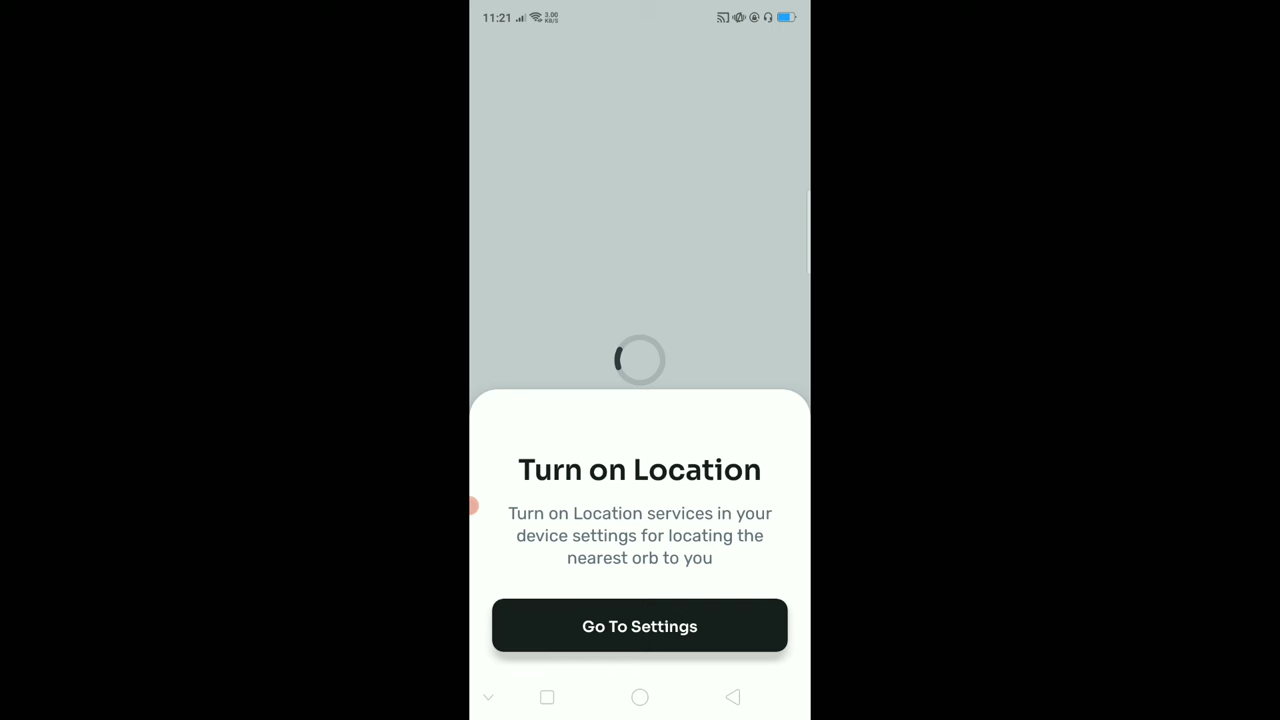 11:21 3.00 KB/S
Turn on Location
Turn on Location services in your
device settings for locating the
nearest orb to you
Go To Settings